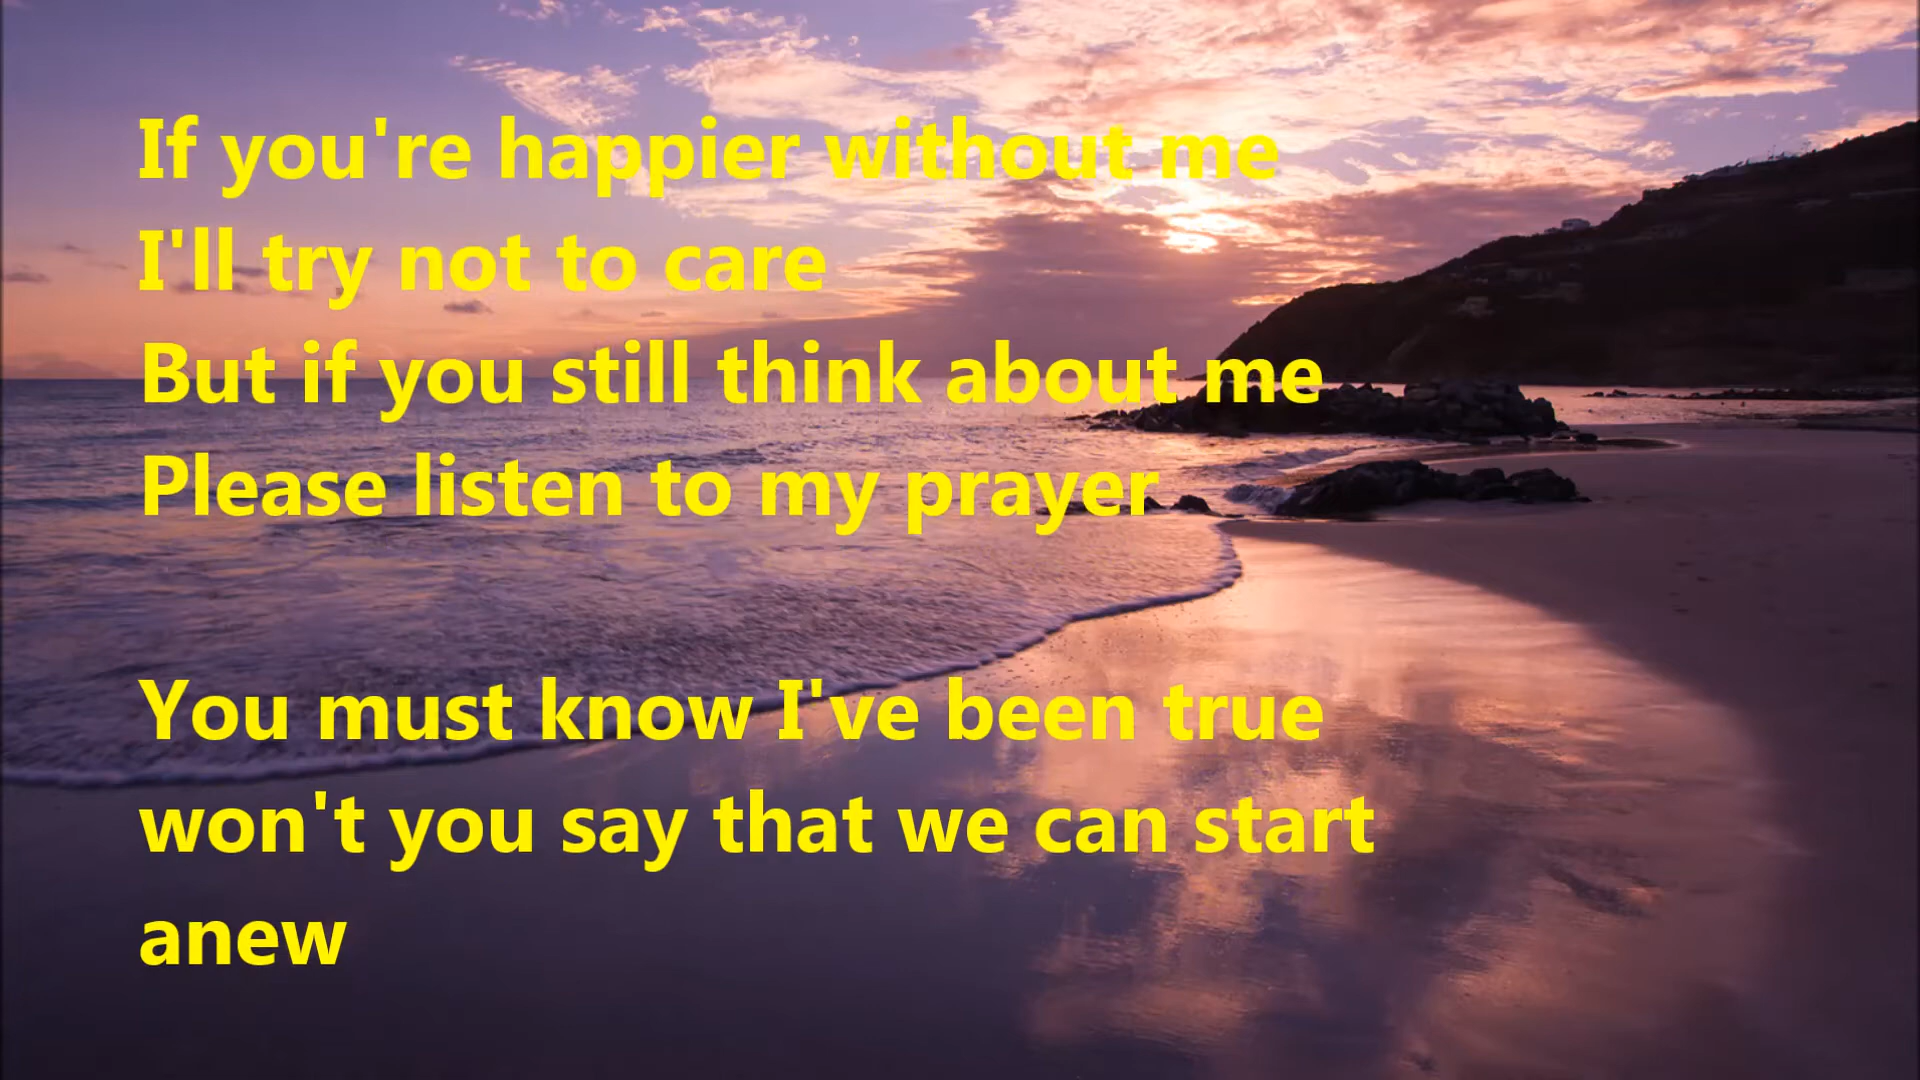 If you're happier without me
I'll try not to care
But if you still think about me
Please listen to my prayer
You must know I've been true
won't you say that we can start
anew